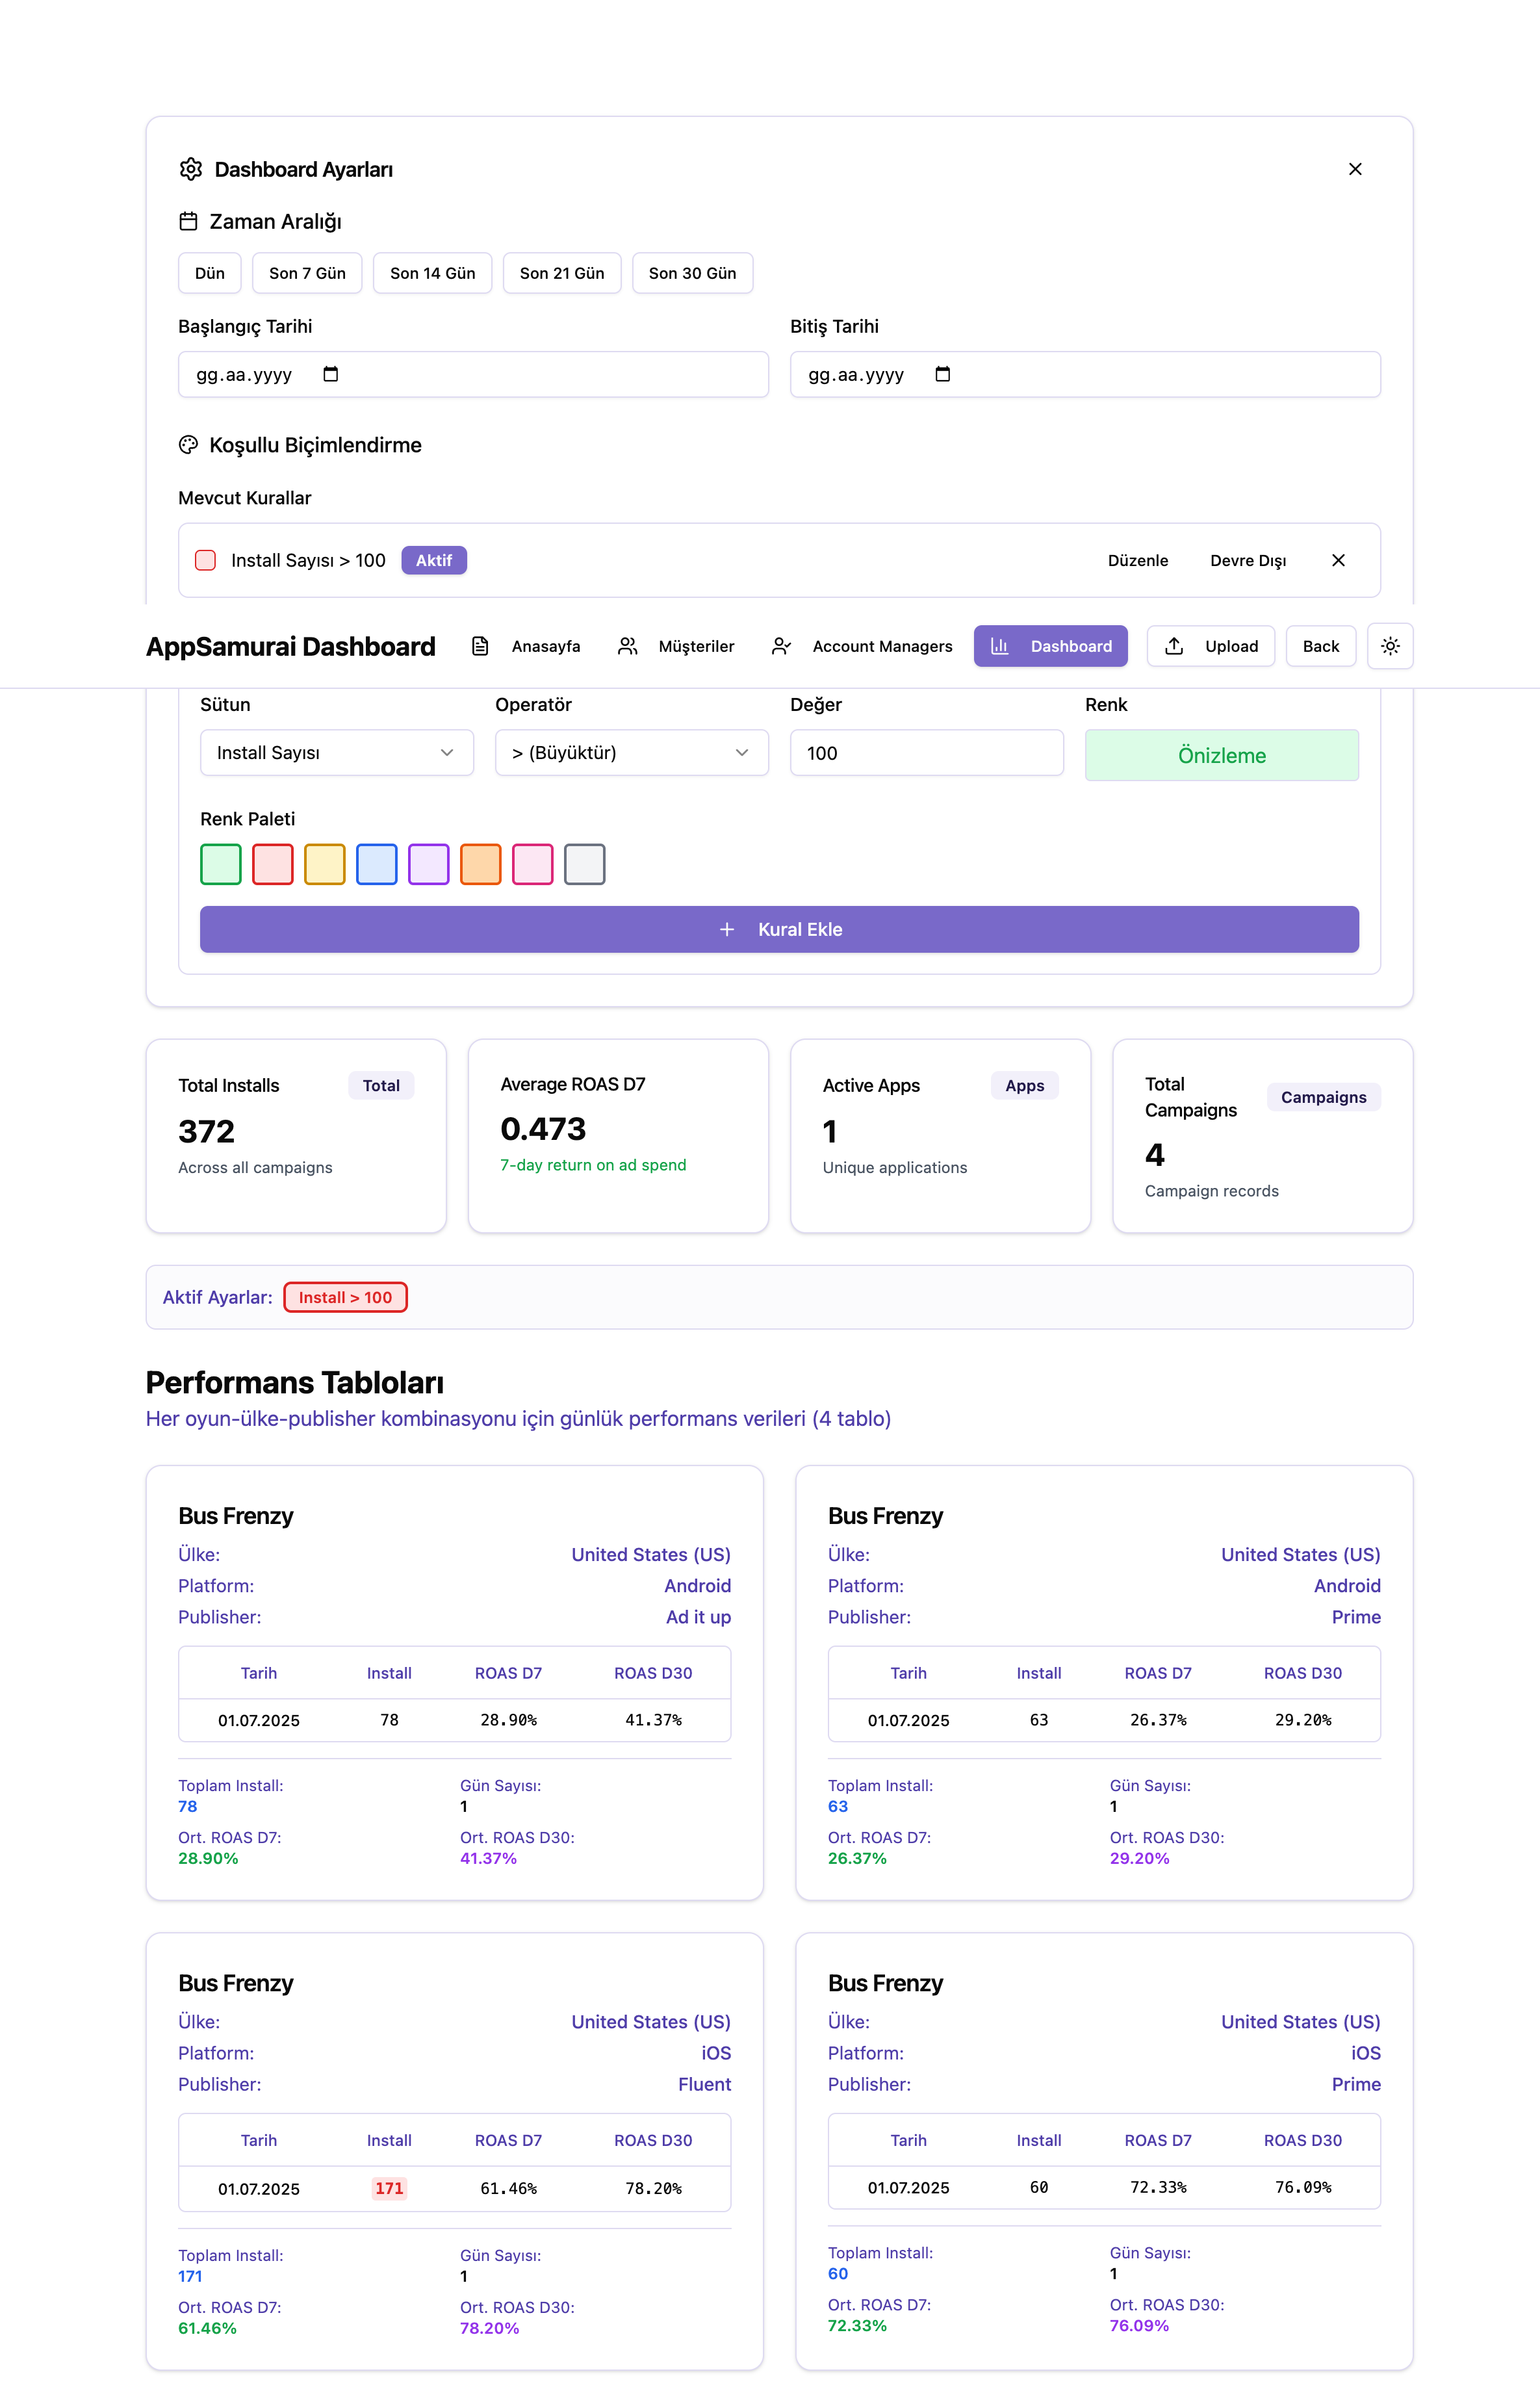 Dashboard Ayarları
Zaman Aralığı
Dün Son 7 Gün Son 14 Gün Son 21 Gün Son 30 Gün
Başlangıç Tarihi Bitiş Tarihi
gg.aa.yyyy gg.aa.yyyy
Koşullu Biçimlendirme
Mevcut Kurallar
Install Sayısı > 100 Aktif Düzenle Devre Dışı
AppSamurai Dashboard Anasayfa Müşteriler Account Managers Dashboard Upload Back
Sütun Operatör Değer Renk
Install Sayısı > (Büyüktür) 100 Önizleme
Renk Paleti
+ Kural Ekle
Total Installs Total
372
Across all campaigns
Average ROAS D7
0.473
7-day return on ad spend
Active Apps Apps
1
Unique applications
Total
Campaigns Campaigns
4
Campaign records
Aktif Ayarlar: Install > 100
Performans Tabloları
Her oyun-ülke-publisher kombinasyonu için günlük performans verileri (4 tablo)
Bus Frenzy
Ülke: United States (US)
Platform: Android
Publisher: Ad it up
Tarih Install ROAS D7 ROAS D30
01.07.2025 78 28.90% 41.37%
Toplam Install: Gün Sayısı:
78 1
Ort. ROAS D7: Ort. ROAS D30:
28.90% 41.37%
Bus Frenzy
Ülke: United States (US)
Platform: Android
Publisher: Prime
Tarih Install ROAS D7 ROAS D30
01.07.2025 63 26.37% 29.20%
Toplam Install: Gün Sayısı:
63 1
Ort. ROAS D7: Ort. ROAS D30:
26.37% 29.20%
Bus Frenzy
Ülke: United States (US)
Platform: iOS
Publisher: Fluent
Tarih Install ROAS D7 ROAS D30
01.07.2025 171 61.46% 78.20%
Toplam Install: Gün Sayısı:
171 1
Ort. ROAS D7: Ort. ROAS D30:
61.46% 78.20%
Bus Frenzy
Ülke: United States (US)
Platform: iOS
Publisher: Prime
Tarih Install ROAS D7 ROAS D30
01.07.2025 60 72.33% 76.09%
Toplam Install: Gün Sayısı:
60 1
Ort. ROAS D7: Ort. ROAS D30:
72.33% 76.09%